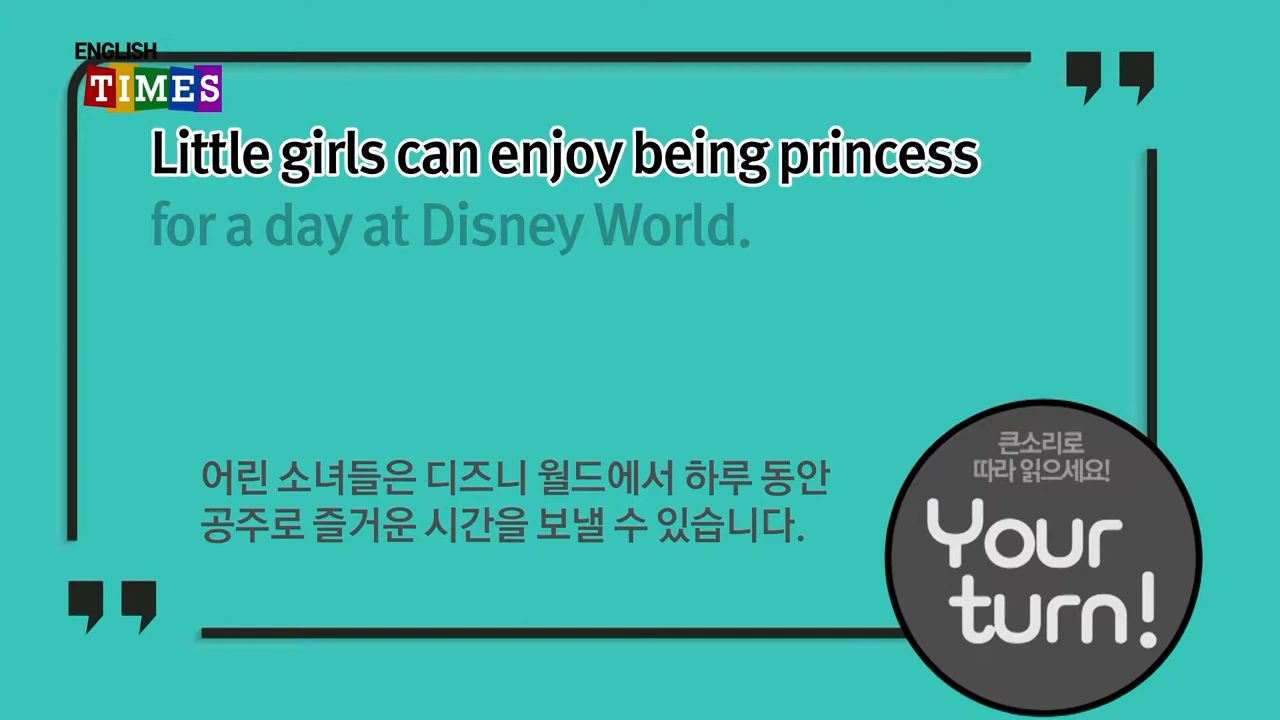 ENGLISH
TIMES
Little girls can enjoy being princess
for a day at Disney World.
어린 소녀들은 디즈니 월드에서 하루 동안
공주로 즐거운 시간을 보낼 수 있습니다.
큰소리로
따라 읽으세요!
Your
turn!